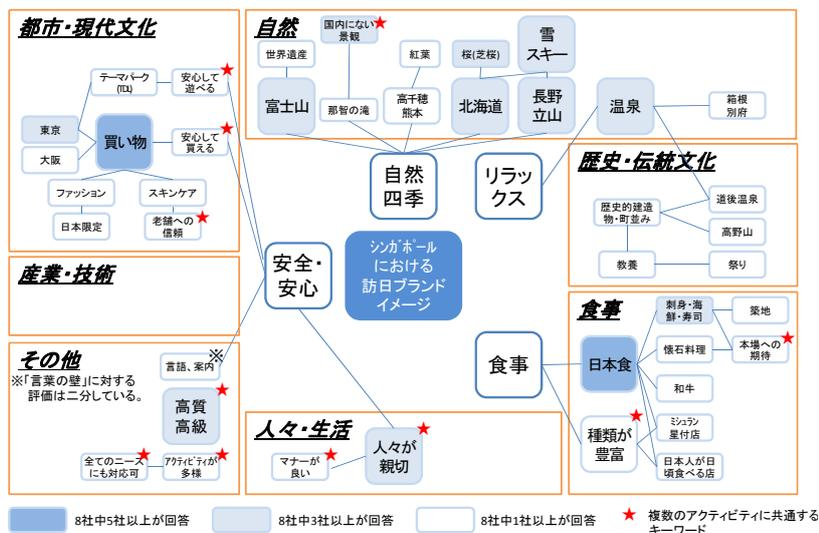 都市・現代文化
テーマパーク
(TDL)
安心して
遊べる
東京
大阪
買い物
安心して
買える
ファッション
スキンケア
日本限定
老舗への
信頼
自然
国内にない
景観
世界遺産
紅葉
桜(芝桜)
雪
スキー
富士山
那智の滝
高千穂
熊本
北海道
長野
立山
温泉
箱根
別府
自然
四季
リラッ
クス
歴史・伝統文化
歴史的建造
物・町並み
道後温泉
高野山
教養
祭り
産業・技術
安全・
安心
シンガポール
における
訪日ブランド
イメージ
食事
食事
刺身・海
鮮・寿司
築地
日本食
懐石料理
本場への
期待
和牛
種類が
豊富
ミシュラン
星付店
日本人が日
頃食べる店
その他
※
言語、案内
※「言葉の壁」に対する
評価は二分している。
高質
高級
全てのニーズ
にも対応可
アクティビティが
多様
人々・生活
マナーが
良い
人々が
親切
8社中5社以上が回答
8社中3社以上が回答
8社中1社以上が回答
★ 複数のアクティビティに共通する
キーワード